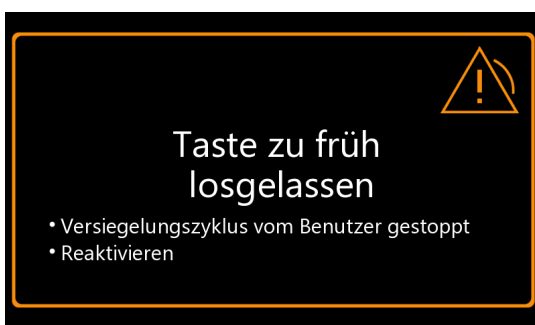 Taste zu früh
losgelassen
• Versiegelungszyklus vom Benutzer gestoppt
• Reaktivieren